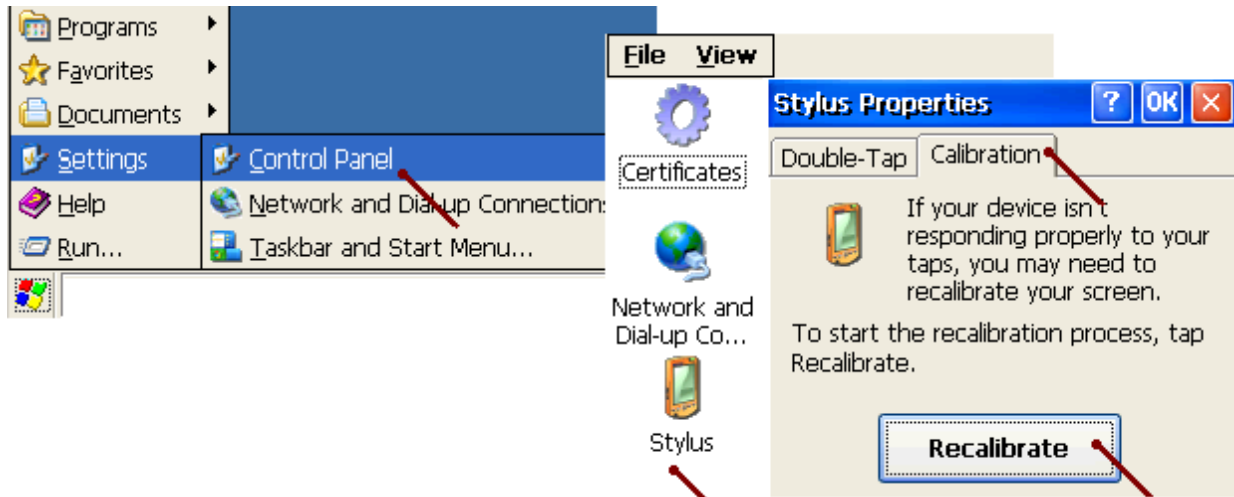 Programs
Favorites
Documents
Settings
Help
Run...
Control Panel
Network and Dial-up Connection
Taskbar and Start Menu...
File View
Certificates
Network and
Dial-up Co...
Stylus
Stylus Properties ? OK
Double-Tap Calibration
If your device isn't
responding properly to your
taps, you may need to
recalibrate your screen.
To start the recalibration process, tap
Recalibrate.
Recalibrate